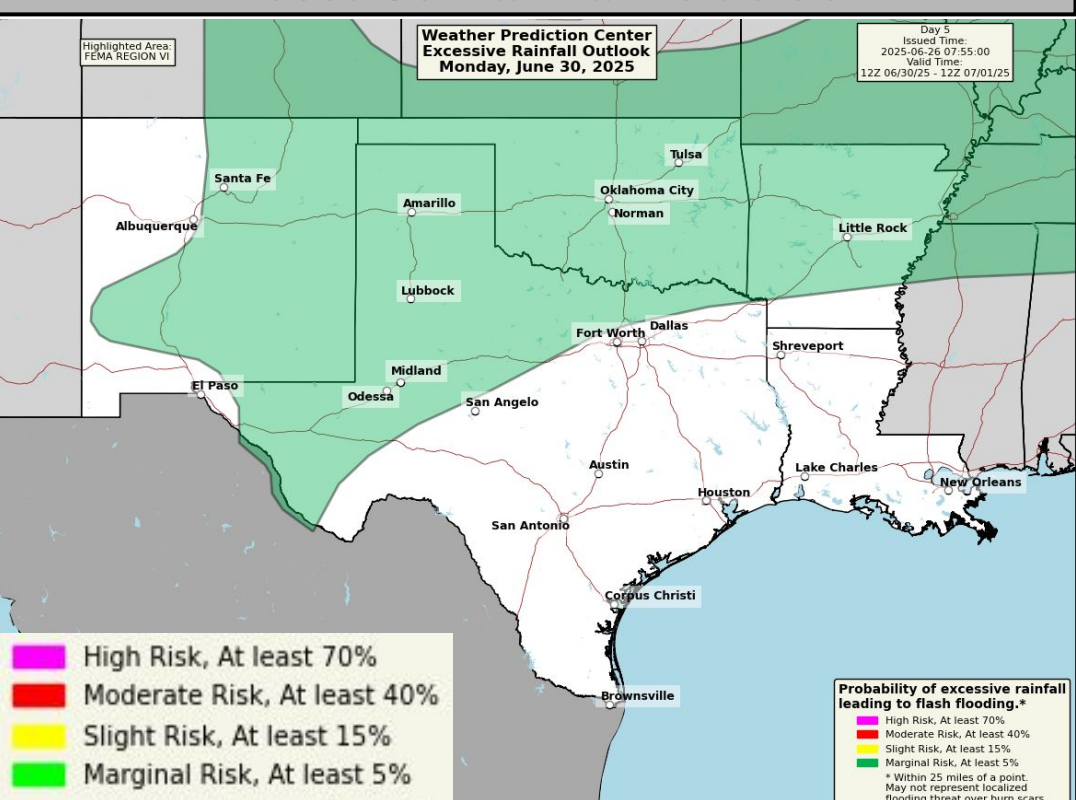 Highlighted Area:
FEMA REGION VI
Weather Prediction Center
Excessive Rainfall Outlook
Monday, June 30, 2025
Day 5
Issued Time:
2025-06-26 07:55:00
Valid Time:
12Z 06/30/25 - 12Z 07/01/25
Tulsa
Santa Fe
Oklahoma City
Amarillo
Norman
Albuquerque
Little Rock
Lubbock
Dallas
Fort Worth
Shreveport
Midland
El Paso
Odessa
San Angelo
Austin
Lake Charles
New Orleans
Houston
San Antonio
Corpus Christi
Brownsville
High Risk, At least 70%
Moderate Risk, At least 40%
Slight Risk, At least 15%
Marginal Risk, At least 5%
Probability of excessive rainfall
leading to flash flooding.*
High Risk, At least 70%
Moderate Risk, At least 40%
Slight Risk, At least 15%
Marginal Risk, At least 5%
* Within 25 miles of a point.
May not represent localized
flooding threat over burn scars